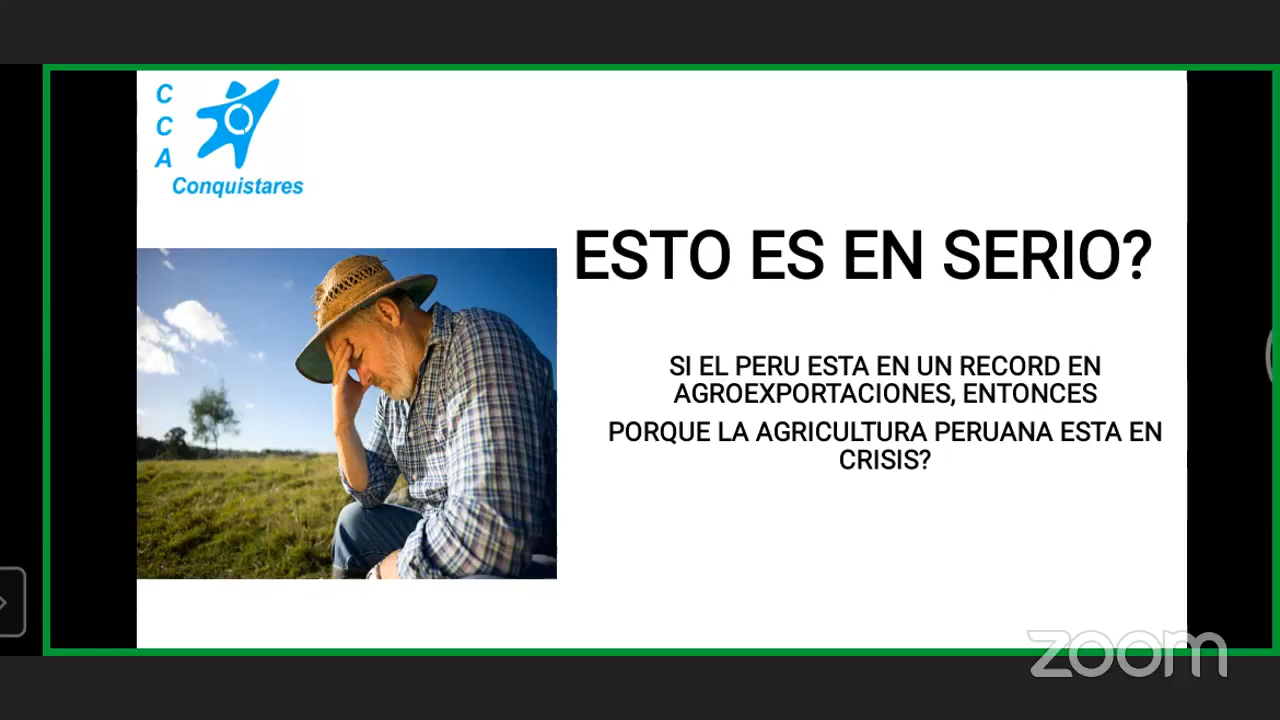 C
C
A
Conquistares
ESTO ES EN SERIO?
SI EL PERU ESTA EN UN RECORD EN
AGROEXPORTACIONES, ENTONCES
PORQUE LA AGRICULTURA PERUANA ESTA EN
CRISIS?
zoom